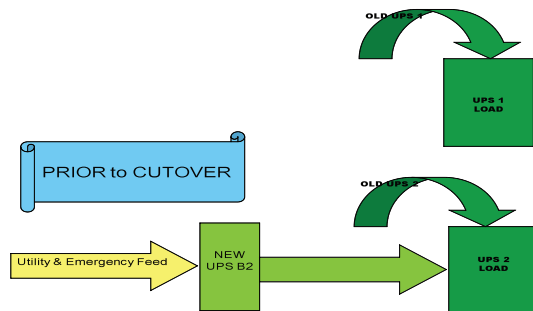 OLD UPS 1
UPS 1
LOAD
PRIOR to CUTOVER
OLD UPS 2
Utility & Emergency Feed
NEW
UPS B2
UPS 2
LOAD